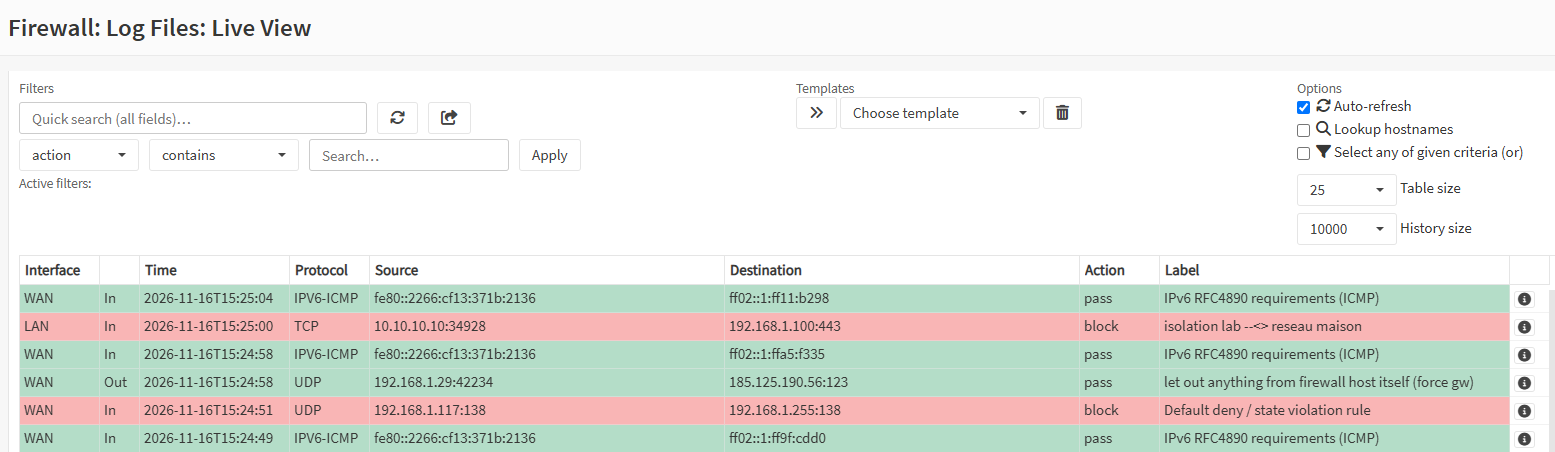 Firewall: Log Files: Live View
Filters Templates Options
Quick search (all fields)… Choose template Auto-refresh
Lookup hostnames
action contains Search… Apply Select any of given criteria (or)
Active filters:
25 Table size
10000 History size
Interface Time Protocol Source Destination Action Label
WAN In 2026-11-16T15:25:04 IPV6-ICMP fe80::2266:cf13:371b:2136 ff02::1:ff11:b298 pass IPv6 RFC4890 requirements (ICMP)
LAN In 2026-11-16T15:25:00 TCP 10.10.10.10:34928 192.168.1.100:443 block isolation lab --<> reseau maison
WAN In 2026-11-16T15:24:58 IPV6-ICMP fe80::2266:cf13:371b:2136 ff02::1:ffa5:f335 pass IPv6 RFC4890 requirements (ICMP)
WAN Out 2026-11-16T15:24:58 UDP 192.168.1.29:42234 185.125.190.56:123 pass let out anything from firewall host itself (force gw)
WAN In 2026-11-16T15:24:51 UDP 192.168.1.117:138 192.168.1.255:138 block Default deny / state violation rule
WAN In 2026-11-16T15:24:49 IPV6-ICMP fe80::2266:cf13:371b:2136 ff02::1:ff9f:cdd0 pass IPv6 RFC4890 requirements (ICMP)